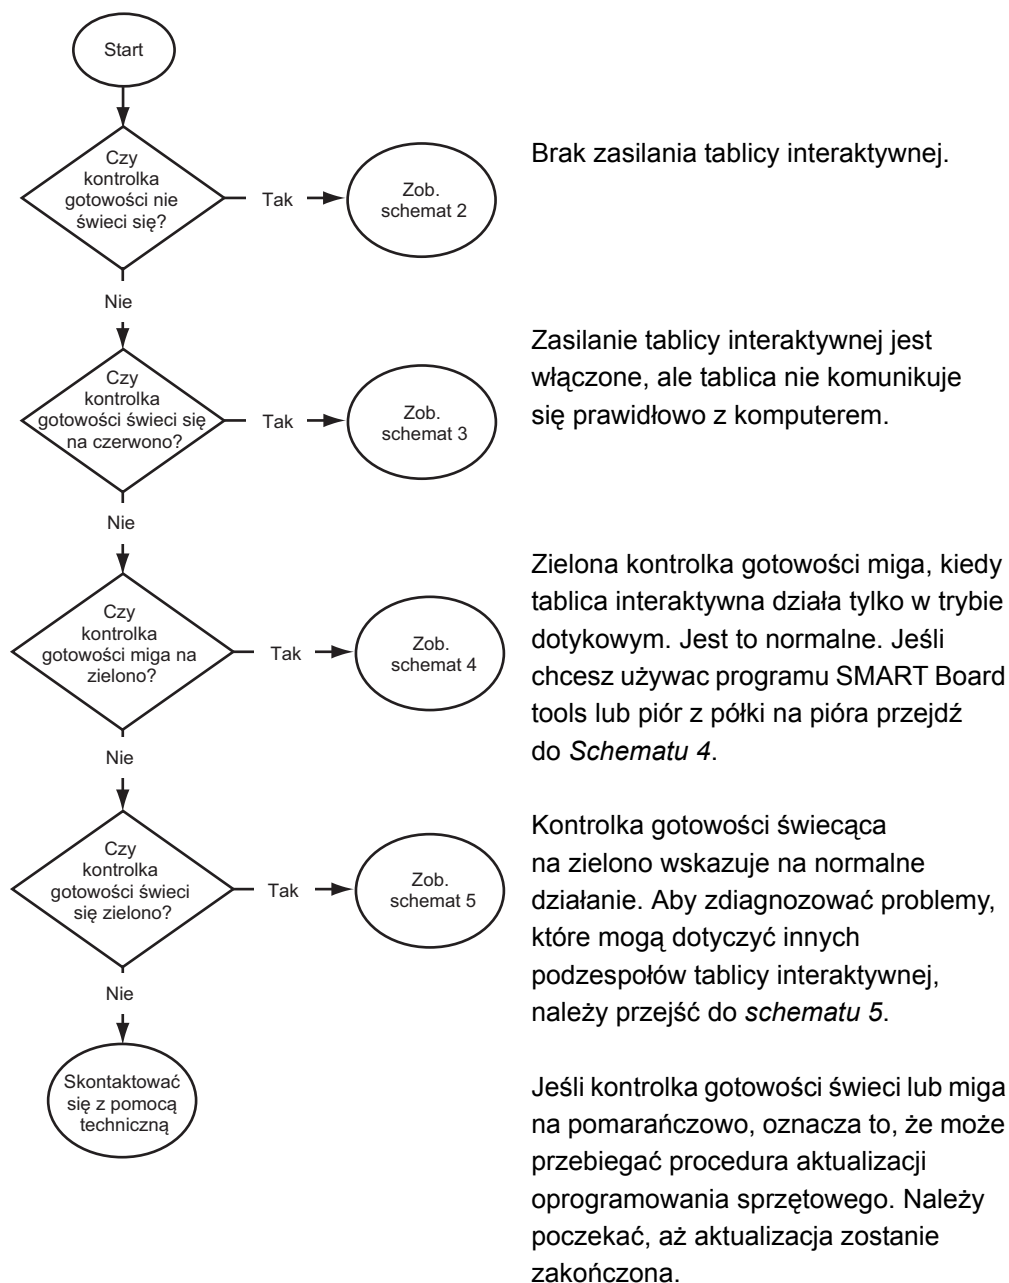 Start
Czy
kontrolka
gotowości nie
świeci się?
Tak
Zob.
schemat 2
Brak zasilania tablicy interaktywnej.
Nie
Czy
kontrolka
gotowości świeci się
na czerwono?
Tak
Zob.
schemat 3
Zasilanie tablicy interaktywnej jest
włączone, ale tablica nie komunikuje
się prawidłowo z komputerem.
Nie
Czy
kontrolka
gotowości miga na
zielono?
Tak
Zob.
schemat 4
Zielona kontrolka gotowości miga, kiedy
tablica interaktywna działa tylko w trybie
dotykowym. Jest to normalne. Jeśli
chcesz używac programu SMART Board
tools lub piór z półki na pióra przejdź
do Schematu 4.
Nie
Czy
kontrolka
gotowości świeci
się zielono?
Tak
Zob.
schemat 5
Kontrolka gotowości świecąca
na zielono wskazuje na normalne
działanie. Aby zdiagnozować problemy,
które mogą dotyczyć innych
podzespołów tablicy interaktywnej,
należy przejść do schematu 5.
Nie
Skontaktować
się z pomocą
techniczną
Jeśli kontrolka gotowości świeci lub miga
na pomarańczowo, oznacza to, że może
przebiegać procedura aktualizacji
oprogramowania sprzętowego. Należy
poczekać, aż aktualizacja zostanie
zakończona.